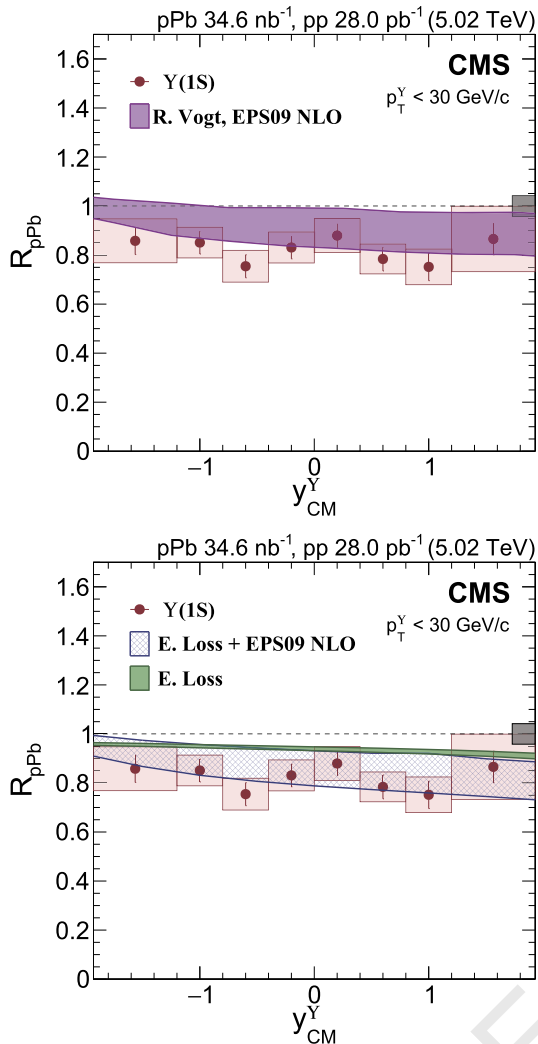 pPb 34.6 nb⁻¹, pp 28.0 pb⁻¹ (5.02 TeV)
CMS
p_T^Υ < 30 GeV/c
Υ(1S)
R. Vogt, EPS09 NLO
R_pPb
1.6
1.4
1.2
1
0.8
0.6
0.4
0.2
0
−1 0 1
y_CM^Υ
pPb 34.6 nb⁻¹, pp 28.0 pb⁻¹ (5.02 TeV)
CMS
p_T^Υ < 30 GeV/c
Υ(1S)
E. Loss + EPS09 NLO
E. Loss
R_pPb
1.6
1.4
1.2
1
0.8
0.6
0.4
0.2
0
−1 0 1
y_CM^Υ